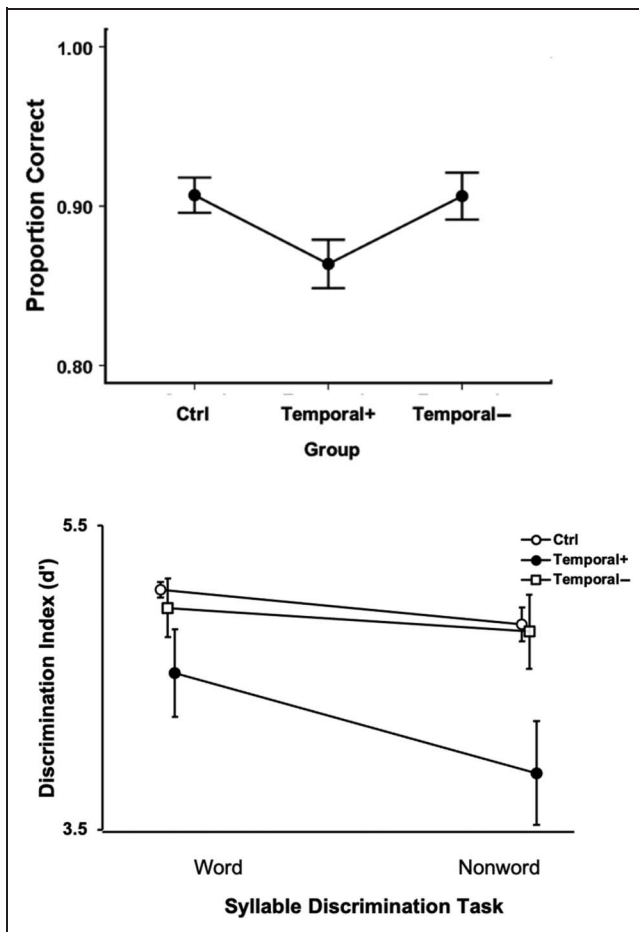 1.00
0.90
0.80
Proportion Correct
Ctrl Temporal+ Temporal–
Group
5.5
3.5
Discrimination Index (d')
Ctrl
Temporal+
Temporal–
Word Nonword
Syllable Discrimination Task